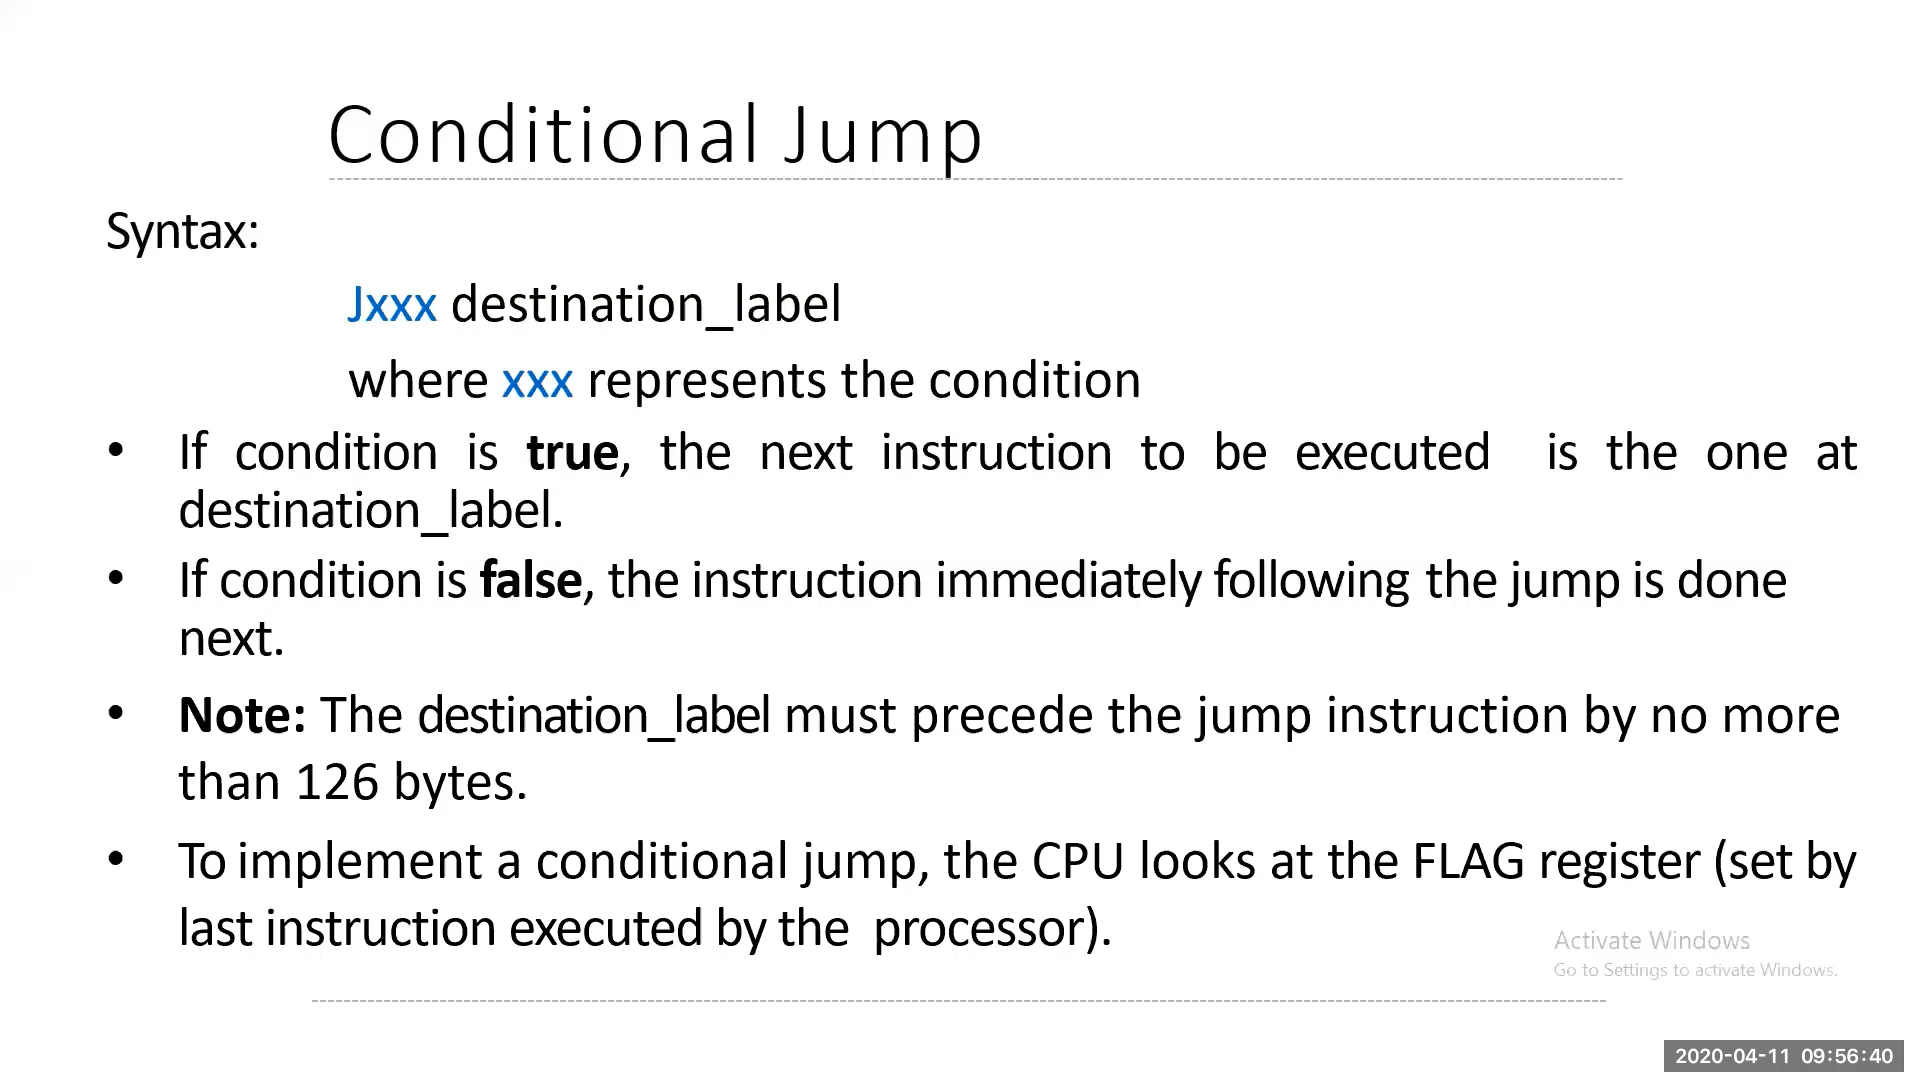 Conditional Jump
Syntax:
Jxxx destination_label
where xxx represents the condition
• If condition is true, the next instruction to be executed is the one at
destination_label.
• If condition is false, the instruction immediately following the jump is done
next.
• Note: The destination_label must precede the jump instruction by no more
than 126 bytes.
• To implement a conditional jump, the CPU looks at the FLAG register (set by
last instruction executed by the processor).
Activate Windows
Go to Settings to activate Windows.
2020-04-11 09:56:40